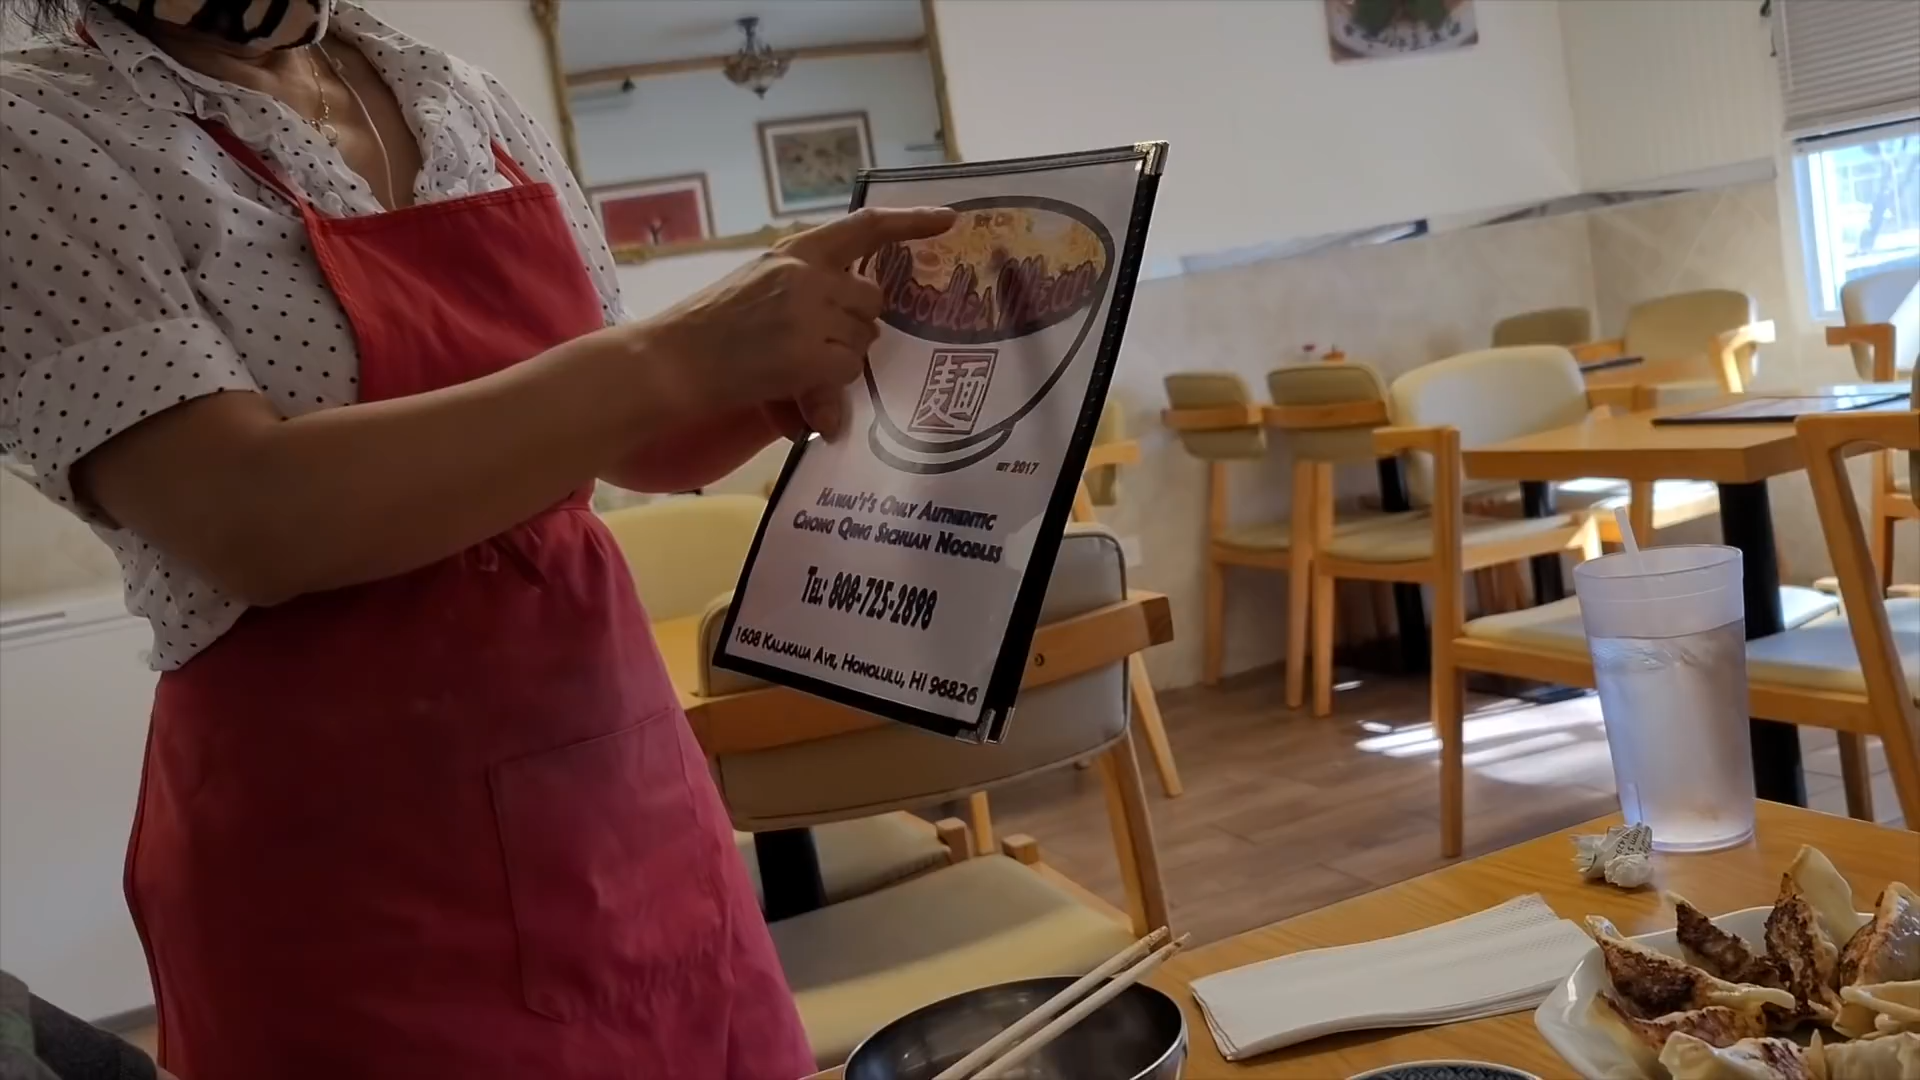 Noodles Mean
麵
EST 2017
HAWAI'I'S ONLY AUTHENTIC
CHONG QING SICHUAN NOODLES
TEL: 808-725-2898
1608 KALAKAUA AVE, HONOLULU, HI 96826